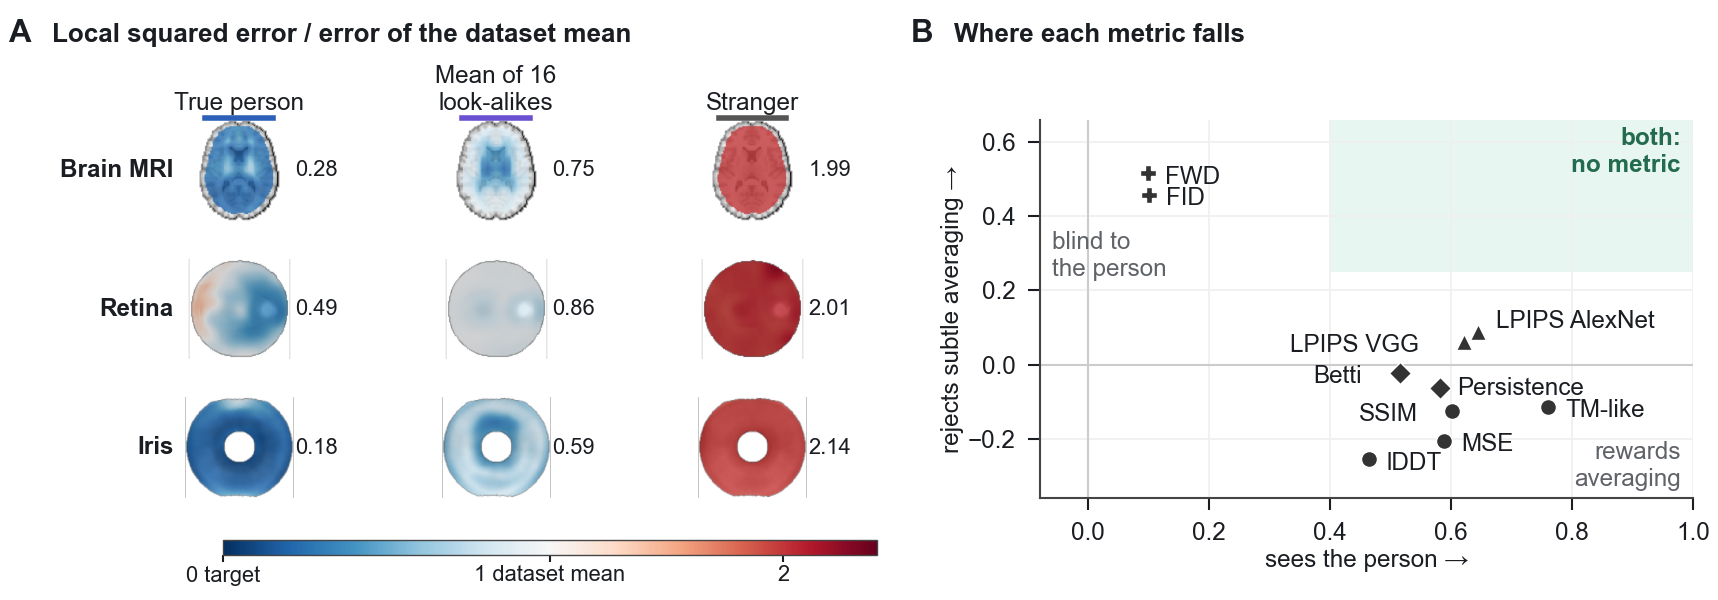 A Local squared error / error of the dataset mean
True person
Mean of 16
look-alikes
Stranger
Brain MRI 0.28 0.75 1.99
Retina 0.49 0.86 2.01
Iris 0.18 0.59 2.14
0 target 1 dataset mean 2
B Where each metric falls
rejects subtle averaging →
0.6
0.4
0.2
0.0
−0.2
both:
no metric
FWD
FID
blind to
the person
LPIPS AlexNet
LPIPS VGG
Betti
Persistence
SSIM
TM-like
MSE
lDDT
rewards
averaging
0.0 0.2 0.4 0.6 0.8 1.0
sees the person →